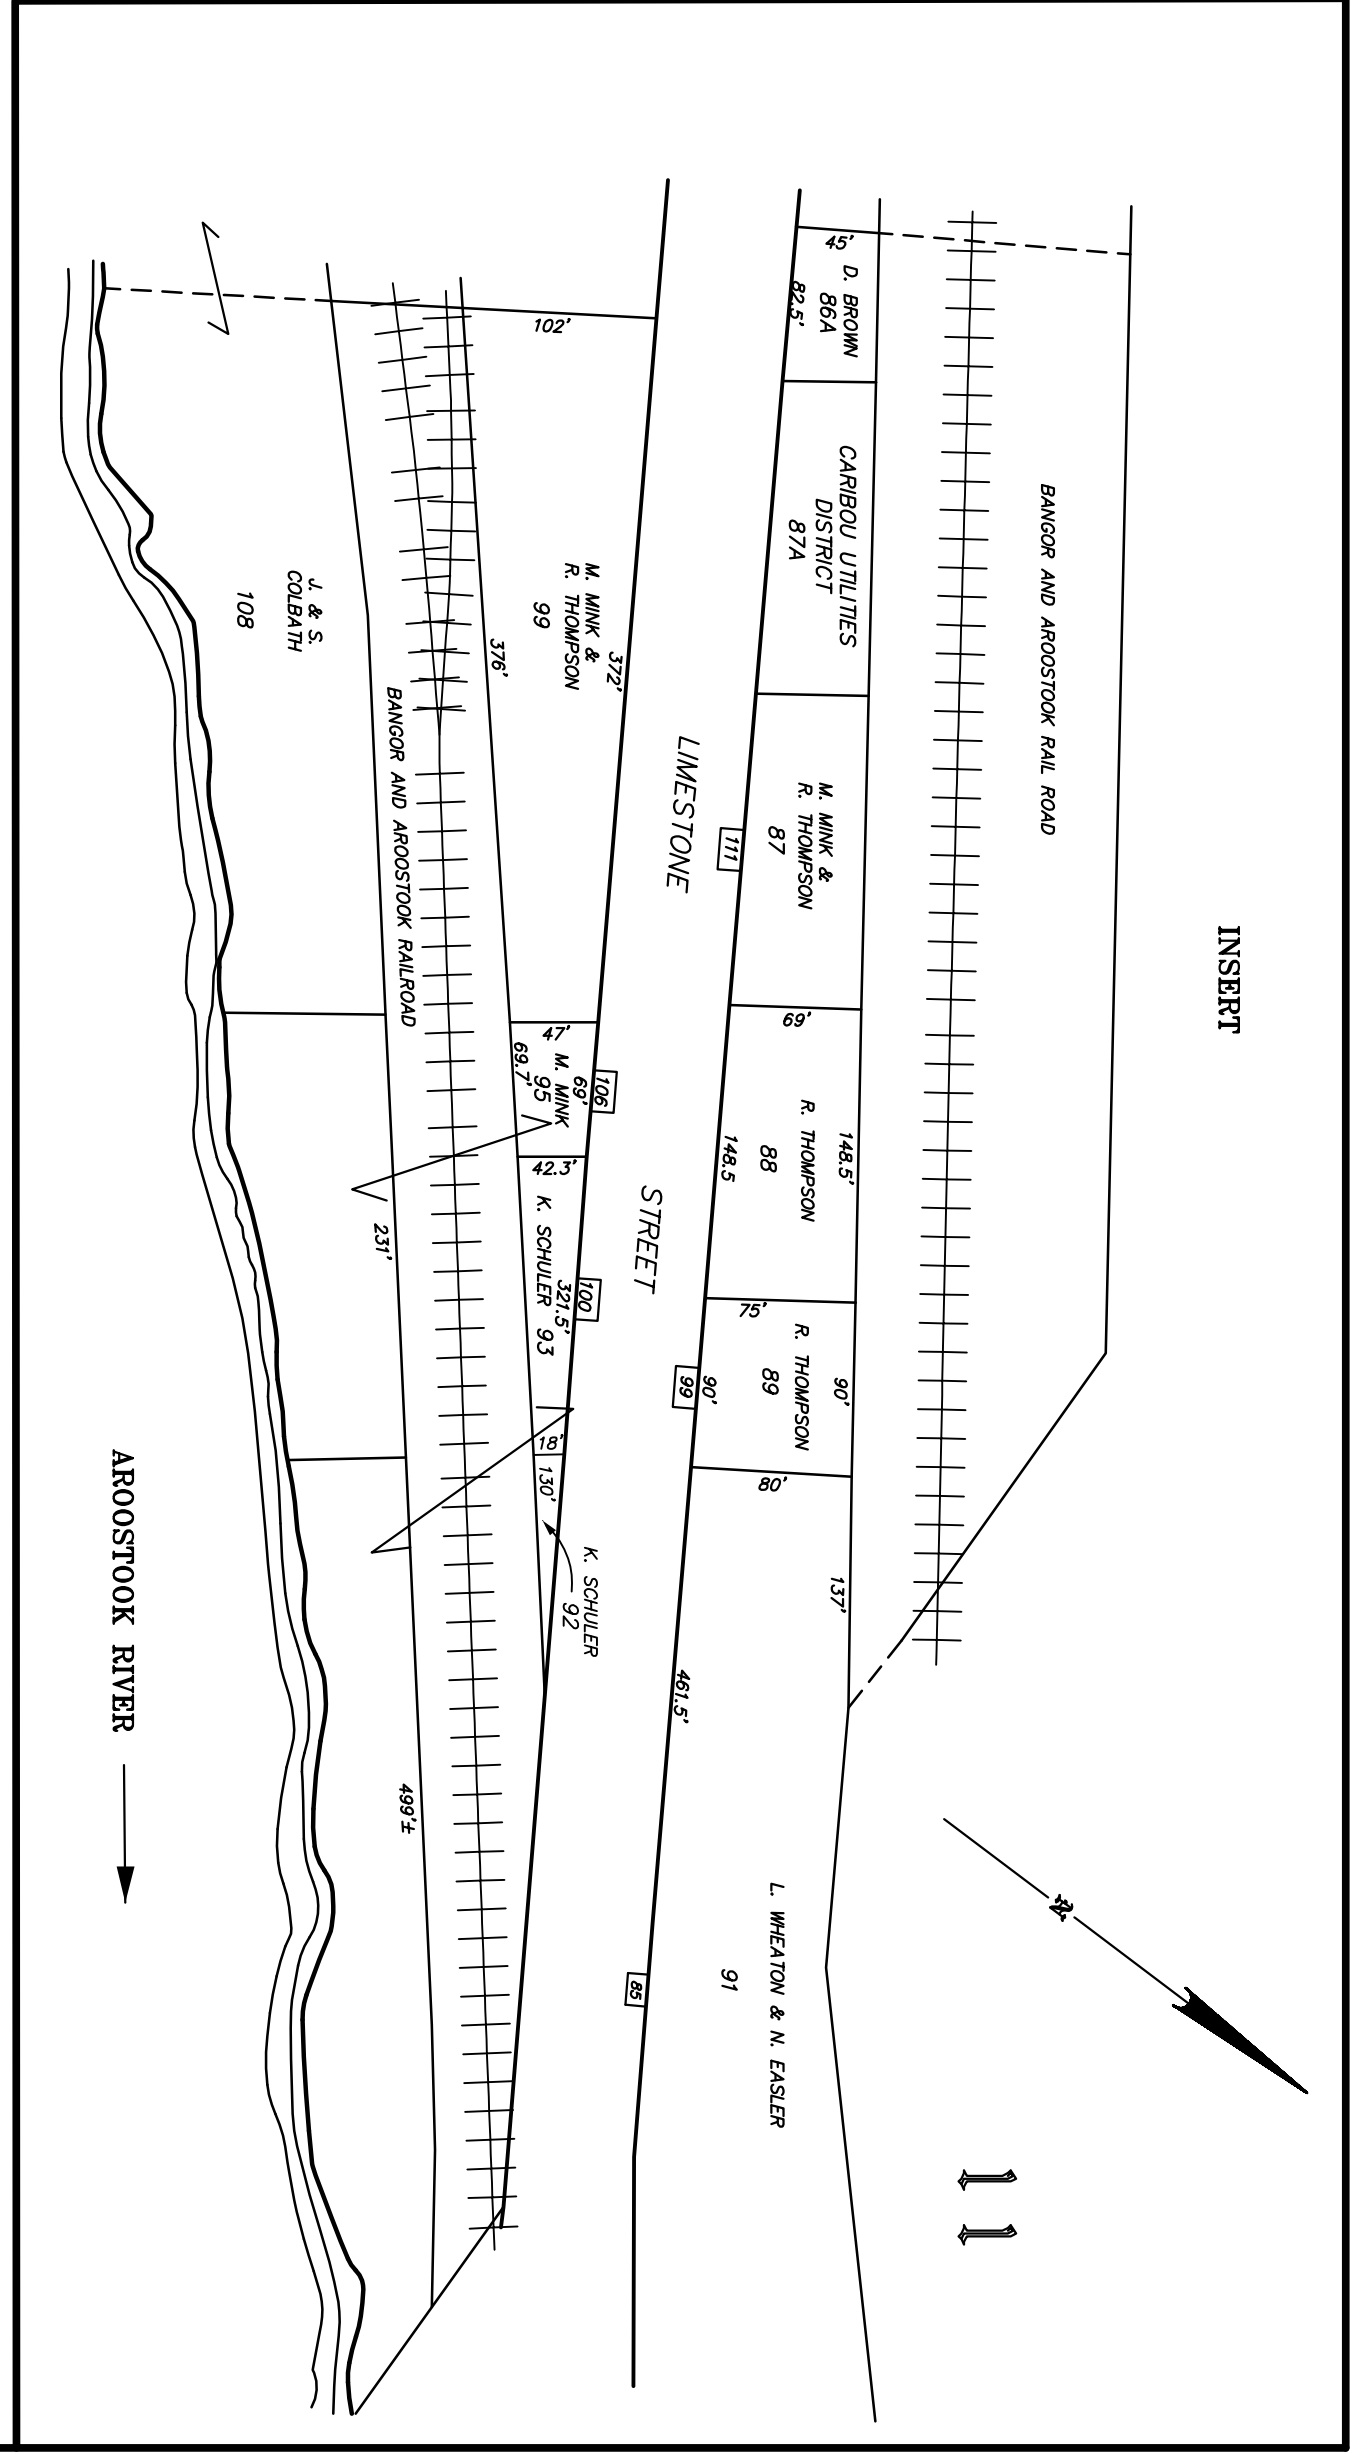 INSERT
BANGOR AND AROOSTOOK RAIL ROAD
11
45'
D. BROWN
86A
82.5'
CARIBOU UTILITIES
DISTRICT
87A
M. MINK &
R. THOMPSON
87
111
69'
148.5'
R. THOMPSON
88
148.5
75'
90'
R. THOMPSON
89
90'
99
80'
137'
461.5'
L. WHEATON & N. EASLER
91
85
LIMESTONE
STREET
102'
372'
M. MINK &
R. THOMPSON
99
376'
106
47'
69'
M. MINK
95
69.7'
100
42.3'
321.5'
K. SCHULER 93
18'
130'
K. SCHULER
92
BANGOR AND AROOSTOOK RAILROAD
231'
499'±
J. & S.
COLBATH
108
AROOSTOOK RIVER